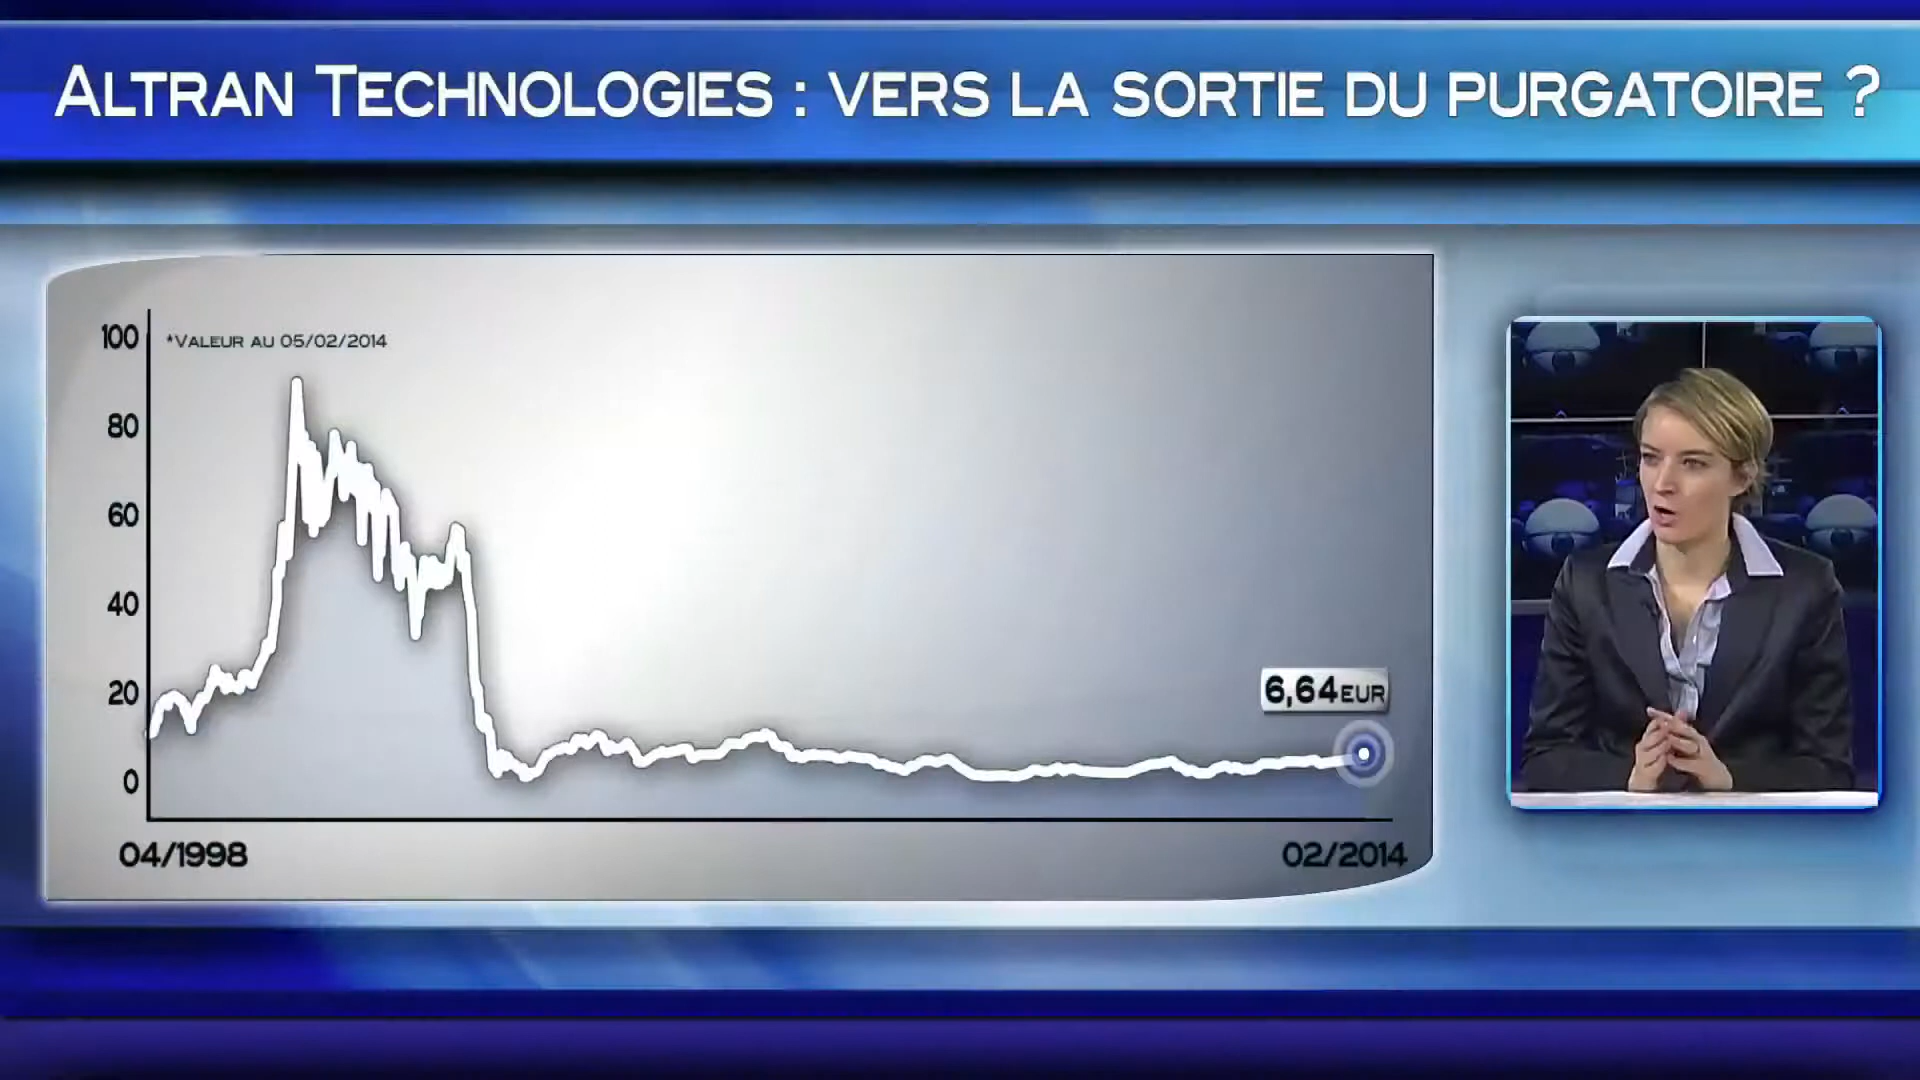 ALTRAN TECHNOLOGIES : VERS LA SORTIE DU PURGATOIRE ?
*VALEUR AU 05/02/2014
100
80
60
40
20
0
6,64EUR
04/1998
02/2014